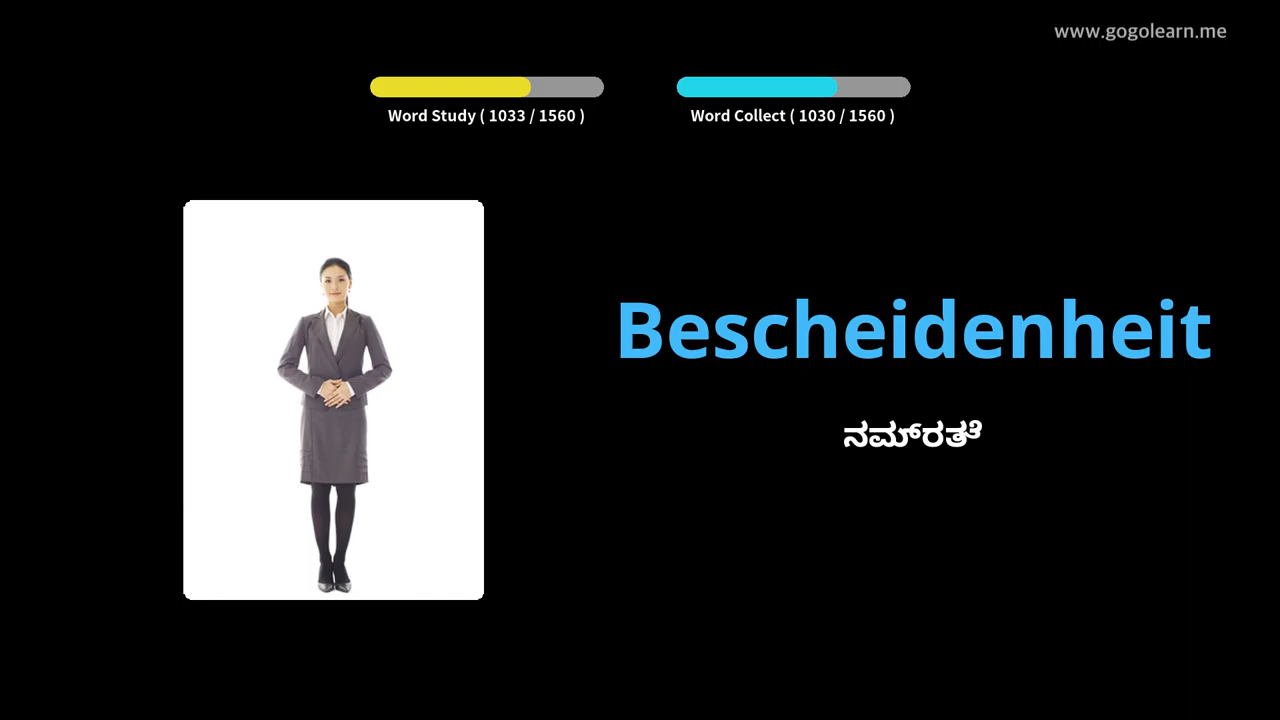 www.gogolearn.me
Word Study ( 1033 / 1560 )
Word Collect ( 1030 / 1560 )
Bescheidenheit
ನಮ್ರತೆ